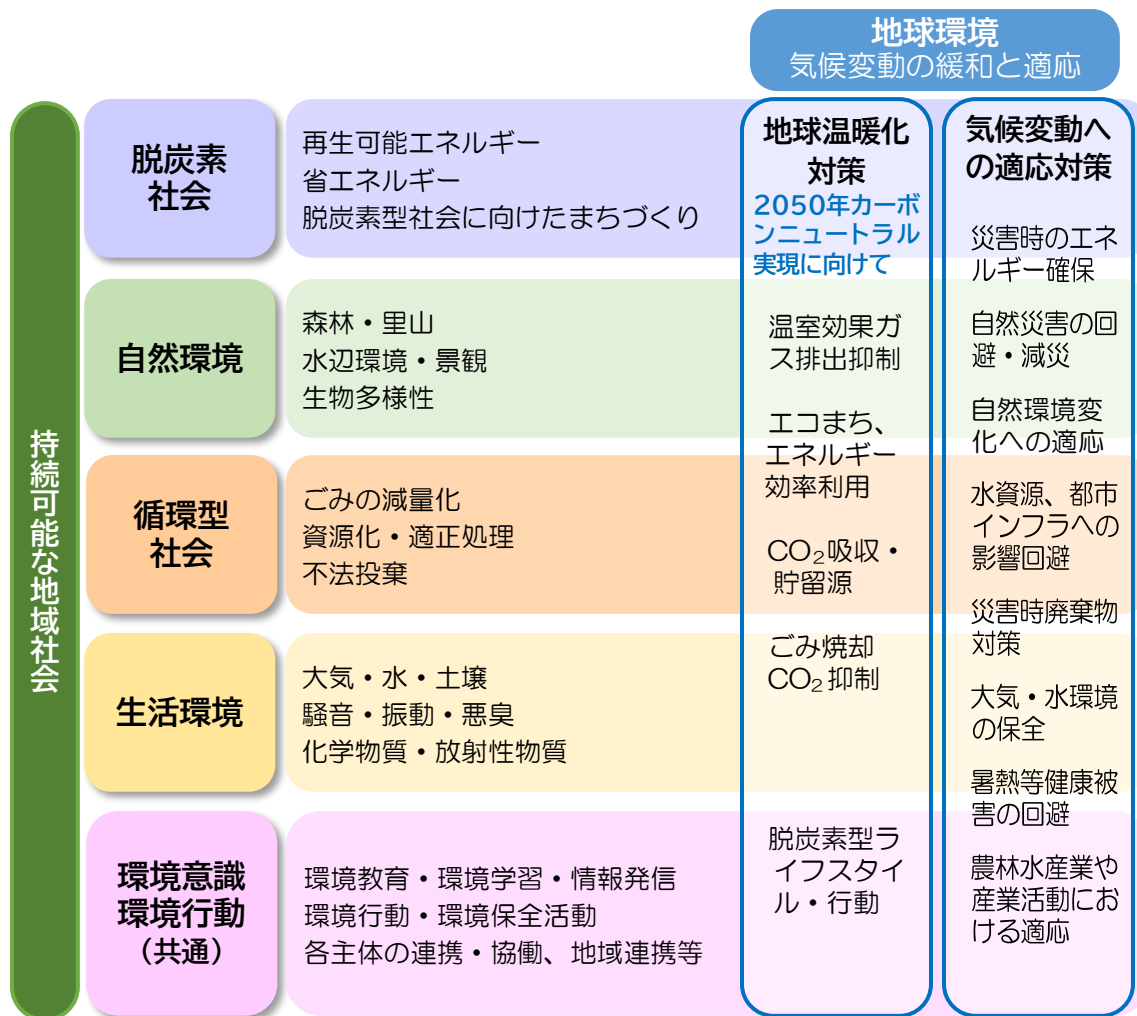 地球環境
気候変動の緩和と適応
持続可能な地域社会
脱炭素
社会
再生可能エネルギー
省エネルギー
脱炭素型社会に向けたまちづくり
自然環境
森林・里山
水辺環境・景観
生物多様性
循環型
社会
ごみの減量化
資源化・適正処理
不法投棄
生活環境
大気・水・土壌
騒音・振動・悪臭
化学物質・放射性物質
環境意識
環境行動
（共通）
環境教育・環境学習・情報発信
環境行動・環境保全活動
各主体の連携・協働、地域連携等
地球温暖化
対策
2050年カーボ
ンニュートラル
実現に向けて
温室効果ガ
ス排出抑制
エコまち、
エネルギー
効率利用
CO₂吸収・
貯留源
ごみ焼却
CO₂抑制
脱炭素型ラ
イフスタイ
ル・行動
気候変動へ
の適応対策
災害時のエネ
ルギー確保
自然災害の回
避・減災
自然環境変
化への適応
水資源、都市
インフラへの
影響回避
災害時廃棄物
対策
大気・水環境
の保全
暑熱等健康被
害の回避
農林水産業や
産業活動にお
ける適応